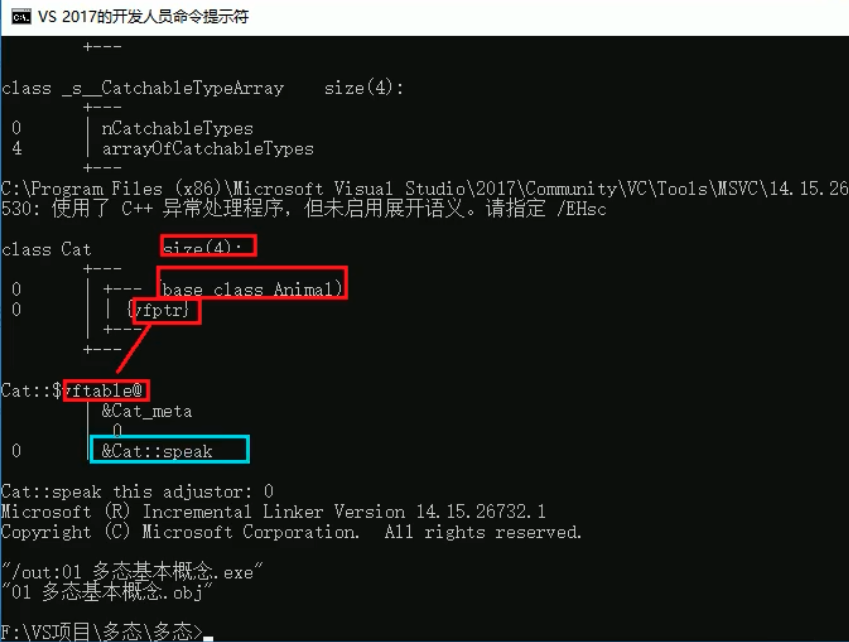 VS 2017的开发人员命令提示符
+---
class _s__CatchableTypeArray    size(4):
        +---
 0      | nCatchableTypes
 4      | arrayOfCatchableTypes
        +---
C:\Program Files (x86)\Microsoft Visual Studio\2017\Community\VC\Tools\MSVC\14.15.26
530: 使用了 C++ 异常处理程序，但未启用展开语义。请指定 /EHsc
class Cat       size(4):
        +---
 0      | +--- (base class Animal)
 0      | | {vfptr}
        | +---
        +---
Cat::$vftable@
        | &Cat_meta
        |  0
 0      | &Cat::speak
Cat::speak this adjustor: 0
Microsoft (R) Incremental Linker Version 14.15.26732.1
Copyright (C) Microsoft Corporation.  All rights reserved.
"/out:01 多态基本概念.exe"
"01 多态基本概念.obj"
F:\VS项目\多态\多态>